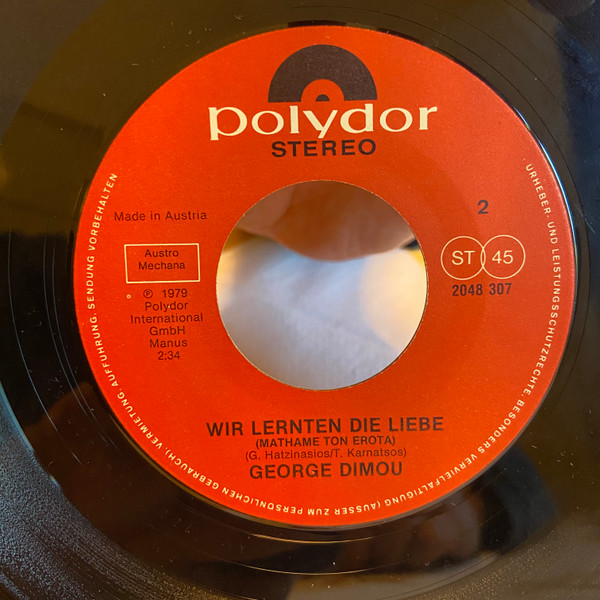 polydor
STEREO
Made in Austria
2
Austro
Mechana
ST 45
2048 307
℗ 1979
Polydor
International
GmbH
Manus
2:34
WIR LERNTEN DIE LIEBE
(MATHAME TON EROTA)
(G. Hatzinasios/T. Karnatsos)
GEORGE DIMOU
URHEBER- UND LEISTUNGSSCHUTZRECHTE, BESONDERS VERVIELFÄLTIGUNG (AUSSER ZUM PERSÖNLICHEN GEBRAUCH) VERMIETUNG, AUFFÜHRUNG, SENDUNG VORBEHALTEN